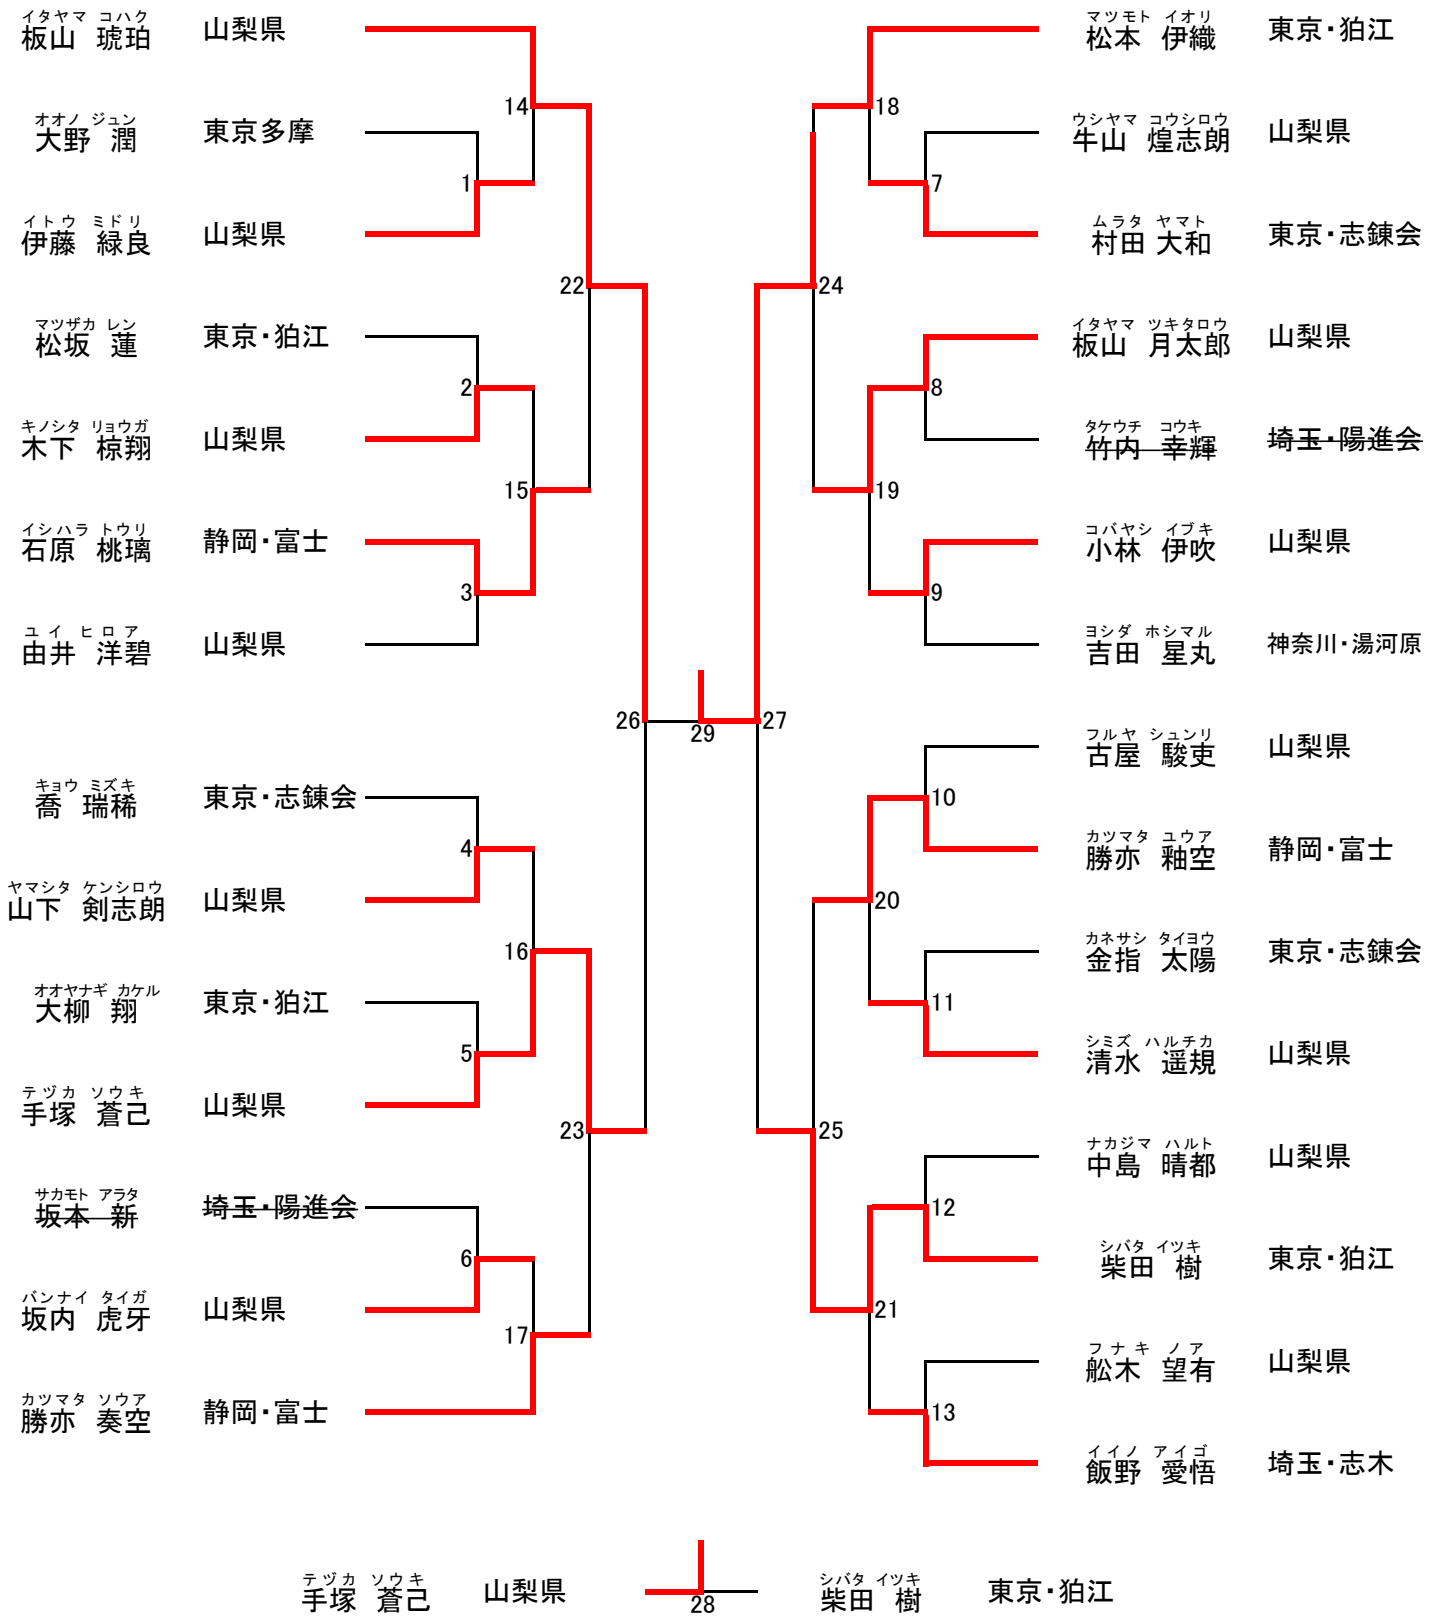 イタヤマ コハク
板山 琥珀 山梨県
14
オオノ ジュン
大野 潤 東京多摩
1
イトウ ミドリ
伊藤 緑良 山梨県
22
マツザカ レン
松坂 蓮 東京・狛江
2
キノシタ リョウガ
木下 椋翔 山梨県
15
イシハラ トウリ
石原 桃璃 静岡・富士
3
ユイ ヒロア
由井 洋碧 山梨県
26
キョウ ミズキ
喬 瑞稀 東京・志錬会
4
ヤマシタ ケンシロウ
山下 剣志朗 山梨県
16
オオヤナギ カケル
大柳 翔 東京・狛江
5
テヅカ ソウキ
手塚 蒼己 山梨県
23
サカモト アラタ
坂本 新 埼玉・陽進会
6
バンナイ タイガ
坂内 虎牙 山梨県
17
カツマタ ソウア
勝亦 奏空 静岡・富士
29
マツモト イオリ
松本 伊織 東京・狛江
18
ウシヤマ コウシロウ
牛山 煌志朗 山梨県
7
ムラタ ヤマト
村田 大和 東京・志錬会
24
イタヤマ ツキタロウ
板山 月太郎 山梨県
8
タケウチ コウキ
竹内 幸輝 埼玉・陽進会
19
コバヤシ イブキ
小林 伊吹 山梨県
9
ヨシダ ホシマル
吉田 星丸 神奈川・湯河原
27
フルヤ シュンリ
古屋 駿吏 山梨県
10
カツマタ ユウア
勝亦 釉空 静岡・富士
20
カネサシ タイヨウ
金指 太陽 東京・志錬会
11
シミズ ハルチカ
清水 遥規 山梨県
25
ナカジマ ハルト
中島 晴都 山梨県
12
シバタ イツキ
柴田 樹 東京・狛江
21
フナキ ノア
舩木 望有 山梨県
13
イイノ アイゴ
飯野 愛悟 埼玉・志木
テヅカ ソウキ
手塚 蒼己 山梨県
28
シバタ イツキ
柴田 樹 東京・狛江